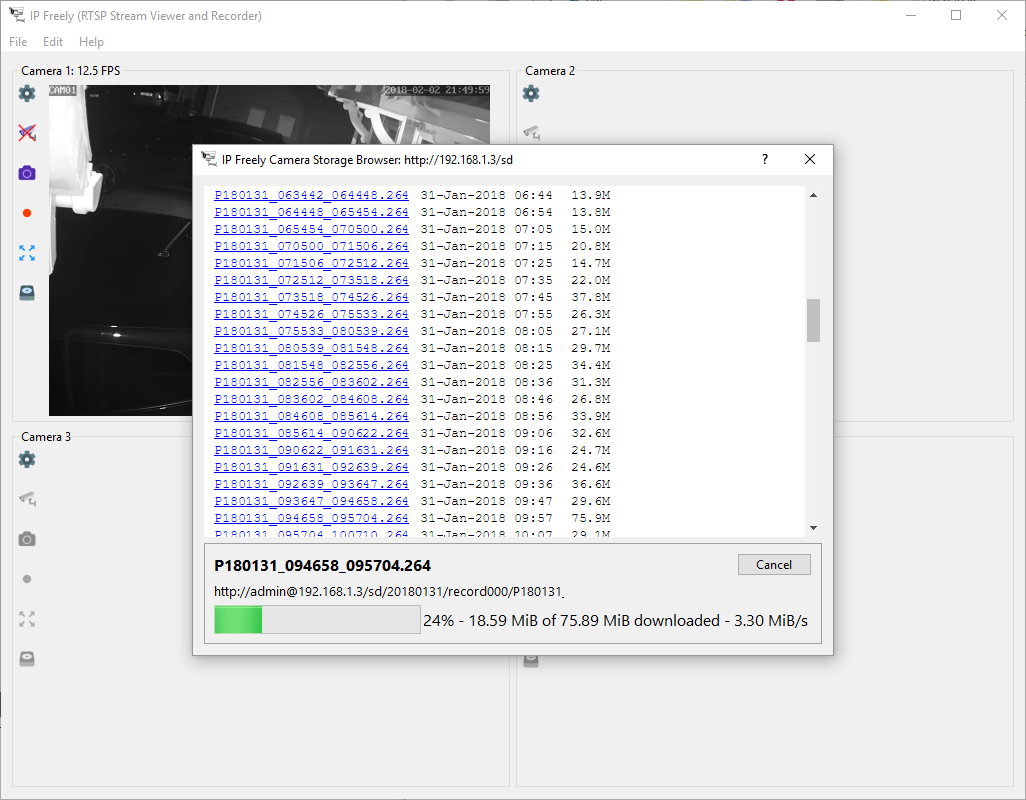 IP Freely (RTSP Stream Viewer and Recorder)
File Edit Help
Camera 1: 12.5 FPS
Camera 2
CAM01 2018-02-02 21:49:59
IP Freely Camera Storage Browser: http://192.168.1.3/sd ?
P180131_063442_064448.264 31-Jan-2018 06:44 13.9M
P180131_064448_065454.264 31-Jan-2018 06:54 13.8M
P180131_065454_070500.264 31-Jan-2018 07:05 15.0M
P180131_070500_071506.264 31-Jan-2018 07:15 20.8M
P180131_071506_072512.264 31-Jan-2018 07:25 14.7M
P180131_072512_073518.264 31-Jan-2018 07:35 22.0M
P180131_073518_074526.264 31-Jan-2018 07:45 37.8M
P180131_074526_075533.264 31-Jan-2018 07:55 26.3M
P180131_075533_080539.264 31-Jan-2018 08:05 27.1M
P180131_080539_081548.264 31-Jan-2018 08:15 29.7M
P180131_081548_082556.264 31-Jan-2018 08:25 34.4M
P180131_082556_083602.264 31-Jan-2018 08:36 31.3M
P180131_083602_084608.264 31-Jan-2018 08:46 26.8M
P180131_084608_085614.264 31-Jan-2018 08:56 33.9M
P180131_085614_090622.264 31-Jan-2018 09:06 32.6M
P180131_090622_091631.264 31-Jan-2018 09:16 24.7M
P180131_091631_092639.264 31-Jan-2018 09:26 24.6M
P180131_092639_093647.264 31-Jan-2018 09:36 36.6M
P180131_093647_094658.264 31-Jan-2018 09:47 29.6M
P180131_094658_095704.264 31-Jan-2018 09:57 75.9M
P180131_095704_100710.264 31-Jan-2018 10:07 29.1M
Camera 3
P180131_094658_095704.264
Cancel
http://admin@192.168.1.3/sd/20180131/record000/P180131_
24% - 18.59 MiB of 75.89 MiB downloaded - 3.30 MiB/s